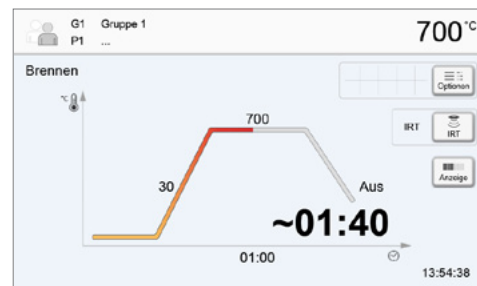 G1 Gruppe 1
P1 ...
700°C
Brennen
Optionen
°C
700
IRT IRT
30
Aus
Anzeige
~01:40
01:00
13:54:38